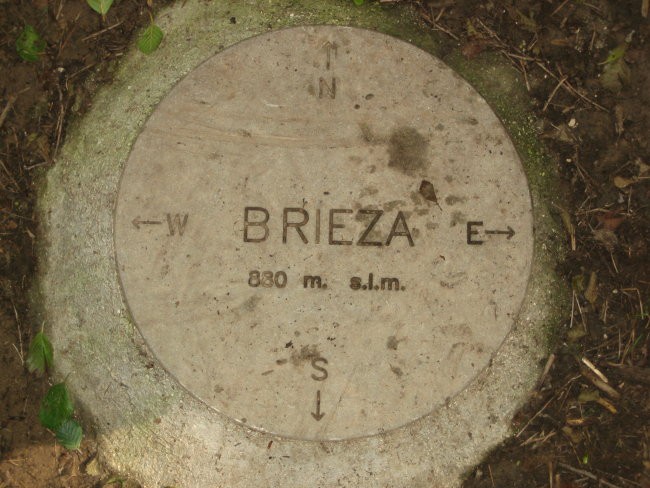 ↑
N
←W BRIEZA E→
830 m. s.l.m.
S
↓